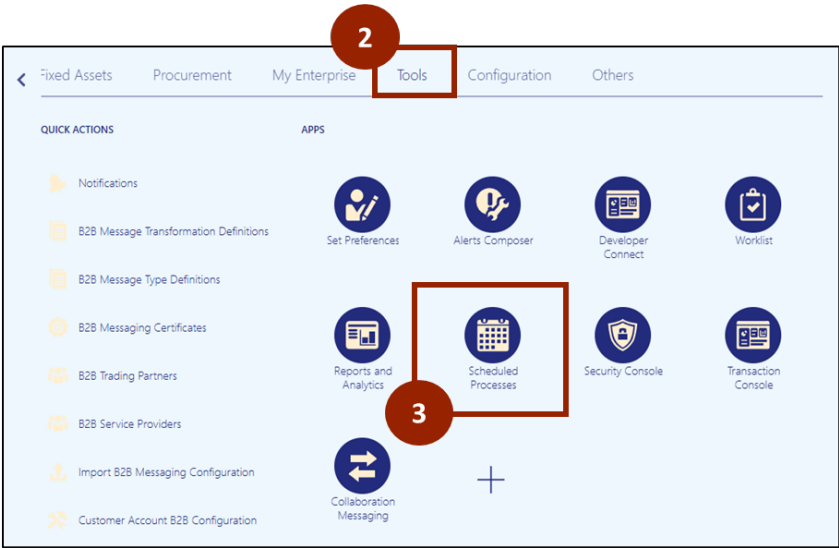 2
Fixed Assets Procurement My Enterprise Tools Configuration Others
QUICK ACTIONS
APPS
Notifications
B2B Message Transformation Definitions
B2B Message Type Definitions
B2B Messaging Certificates
B2B Trading Partners
B2B Service Providers
Import B2B Messaging Configuration
Customer Account B2B Configuration
Set Preferences
Alerts Composer
Developer
Connect
Worklist
Reports and
Analytics
Scheduled
Processes
Security Console
Transaction
Console
3
Collaboration
Messaging